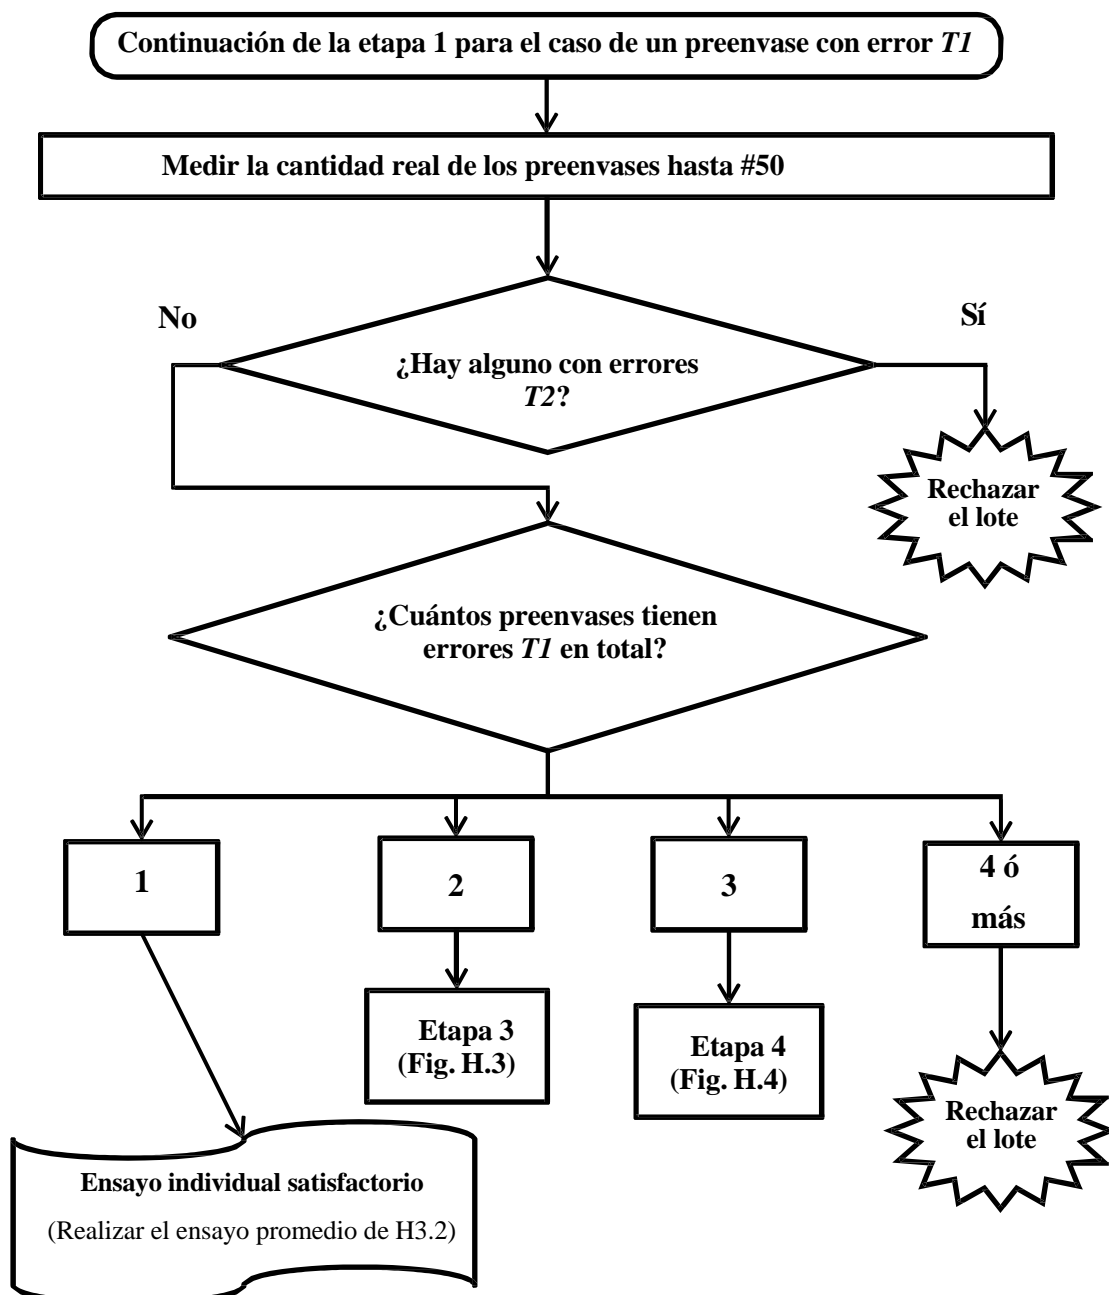 Continuación de la etapa 1 para el caso de un preenvase con error T1
Medir la cantidad real de los preenvases hasta #50
No
Sí
¿Hay alguno con errores
T2?
Rechazar
el lote
¿Cuántos preenvases tienen
errores T1 en total?
1
2
3
4 ó
más
Etapa 3
(Fig. H.3)
Etapa 4
(Fig. H.4)
Rechazar
el lote
Ensayo individual satisfactorio
(Realizar el ensayo promedio de H3.2)